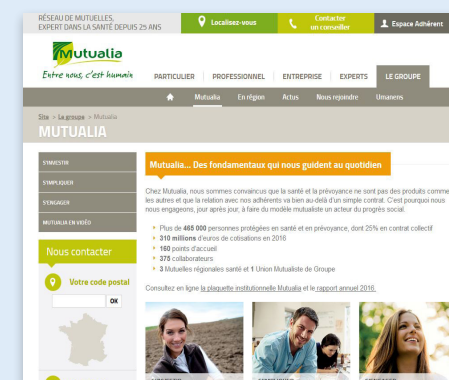 RÉSEAU DE MUTUELLES,
EXPERT DANS LA SANTÉ DEPUIS 25 ANS
Localisez-vous
Contacter
un conseiller
Espace Adhérent
Mutualia
Entre nous, c'est humain
PARTICULIER
PROFESSIONNEL
ENTREPRISE
EXPERTS
LE GROUPE
Mutualia
En région
Actus
Nous rejoindre
Umanens
Site > Le groupe > Mutualia
MUTUALIA
S'INVESTIR
S'IMPLIQUER
S'ENGAGER
MUTUALIA EN VIDÉO
Nous contacter
Votre code postal
OK
Mutualia... Des fondamentaux qui nous guident au quotidien
Chez Mutualia, nous sommes convaincus que la santé et la prévoyance ne sont pas des produits comme
les autres et que la relation avec nos adhérents va bien au-delà d'un simple contrat. C'est pourquoi nous
nous engageons, jour après jour, à faire du modèle mutualiste un acteur du progrès social.
Plus de 465 000 personnes protégées en santé et en prévoyance, dont 25% en contrat collectif
310 millions d'euros de cotisations en 2016
160 points d'accueil
375 collaborateurs
3 Mutuelles régionales santé et 1 Union Mutualiste de Groupe
Consultez en ligne la plaquette institutionnelle Mutualia et le rapport annuel 2016.